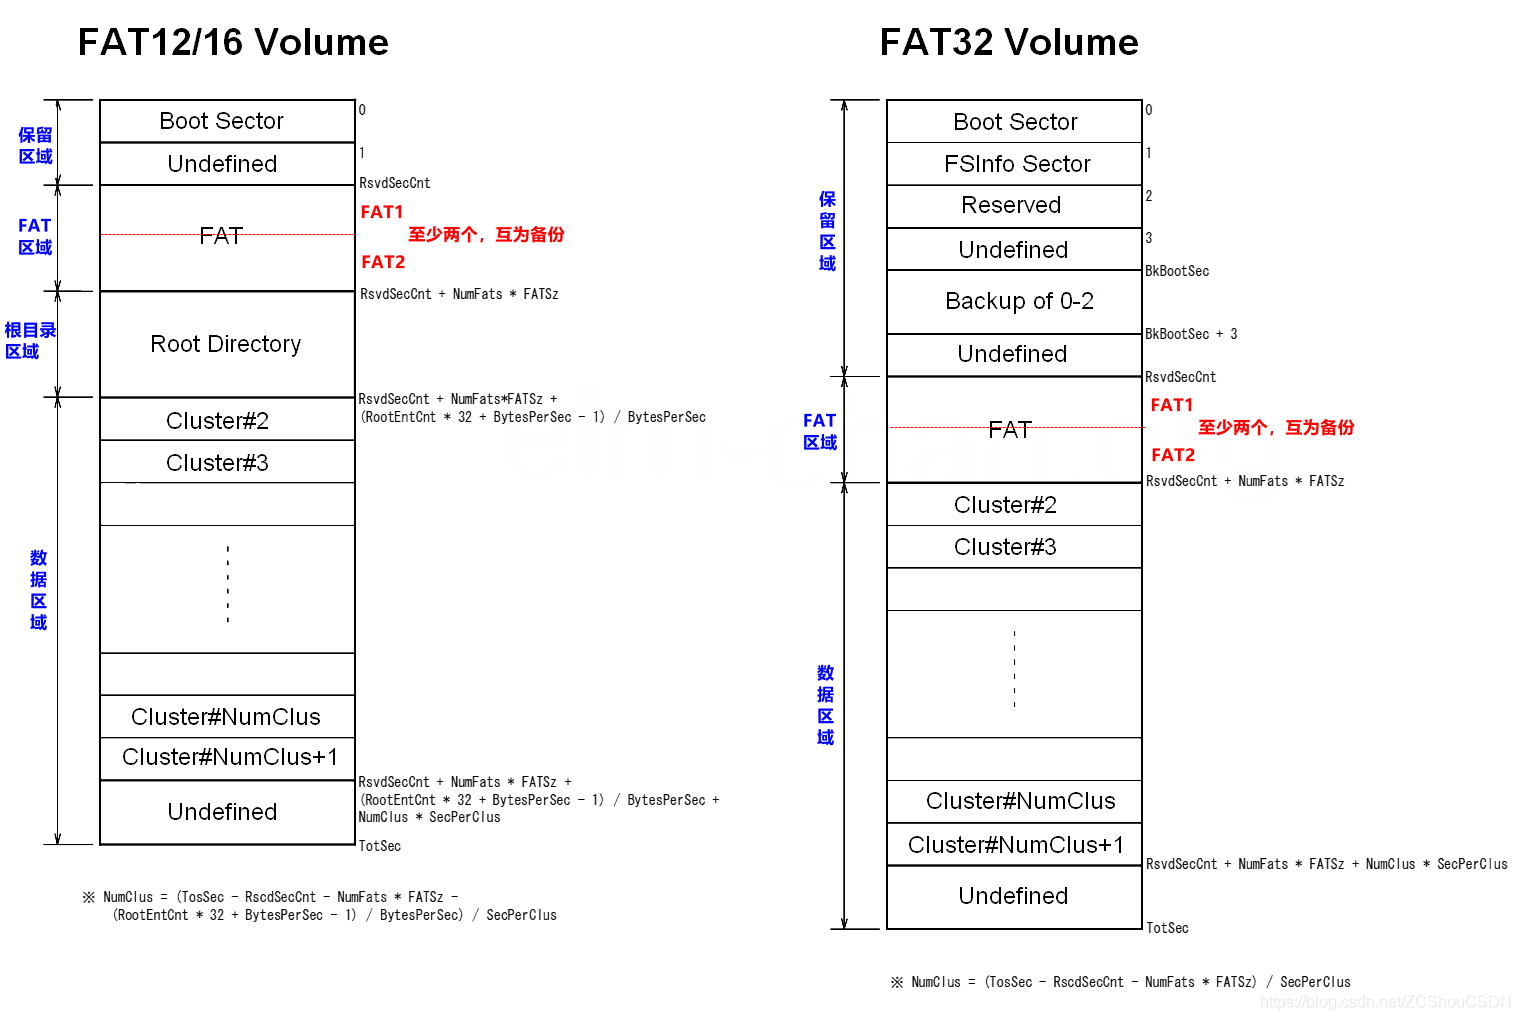 FAT12/16 Volume
保留
区域
Boot Sector
0
Undefined
1
RsvdSecCnt
FAT
区域
FAT
FAT1
至少两个，互为备份
FAT2
RsvdSecCnt + NumFats * FATSz
根目录
区域
Root Directory
RsvdSecCnt + NumFats*FATSz +
(RootEntCnt * 32 + BytesPerSec - 1) / BytesPerSec
数
据
区
域
Cluster#2
Cluster#3
Cluster#NumClus
Cluster#NumClus+1
RsvdSecCnt + NumFats * FATSz +
(RootEntCnt * 32 + BytesPerSec - 1) / BytesPerSec +
NumClus * SecPerClus
Undefined
TotSec
※ NumClus = (TosSec - RscdSecCnt - NumFats * FATSz -
(RootEntCnt * 32 + BytesPerSec - 1) / BytesPerSec) / SecPerClus
FAT32 Volume
保
留
区
域
Boot Sector
0
FSInfo Sector
1
Reserved
2
Undefined
3
BkBootSec
Backup of 0-2
BkBootSec + 3
Undefined
RsvdSecCnt
FAT
区域
FAT
FAT1
至少两个，互为备份
FAT2
RsvdSecCnt + NumFats * FATSz
数
据
区
域
Cluster#2
Cluster#3
Cluster#NumClus
Cluster#NumClus+1
RsvdSecCnt + NumFats * FATSz + NumClus * SecPerClus
Undefined
TotSec
※ NumClus = (TosSec - RscdSecCnt - NumFats * FATSz) / SecPerClus
https://blog.csdn.net/ZCShouCSDN